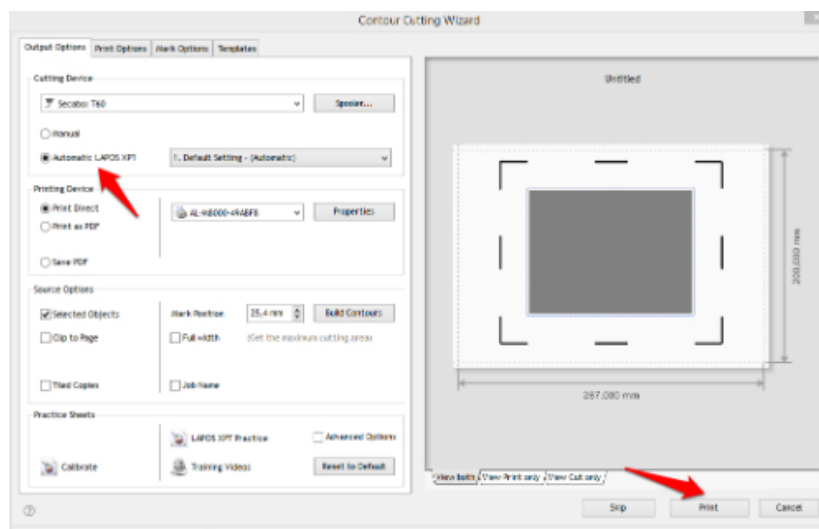 Contour Cutting Wizard
Output Options Print Options Mark Options Templates
Cutting Device
Secabo: T60 Spooler...
Manual
Automatic LAPOS XPT 1. Default Setting - (Automatic)
Printing Device
Print Direct AL-M8000-49ABFB Properties
Print as PDF
Save PDF
Source Options
Selected Objects Mark Position 25,4 mm Build Contours
Clip to Page Full width (Get the maximum cutting area)
Tiled Copies Job Name
Practice Sheets
LAPOS XPT Practice Advanced Options
Calibrate Training Videos Reset to Default
Untitled
200,000 mm
287,000 mm
View both View Print only View Cut only
Skip Print Cancel